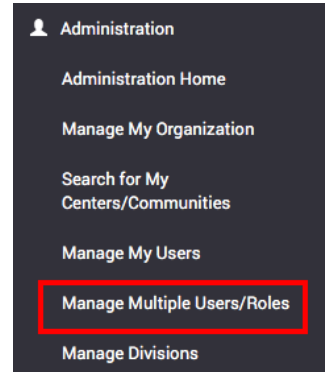 Administration
Administration Home
Manage My Organization
Search for My
Centers/Communities
Manage My Users
Manage Multiple Users/Roles
Manage Divisions